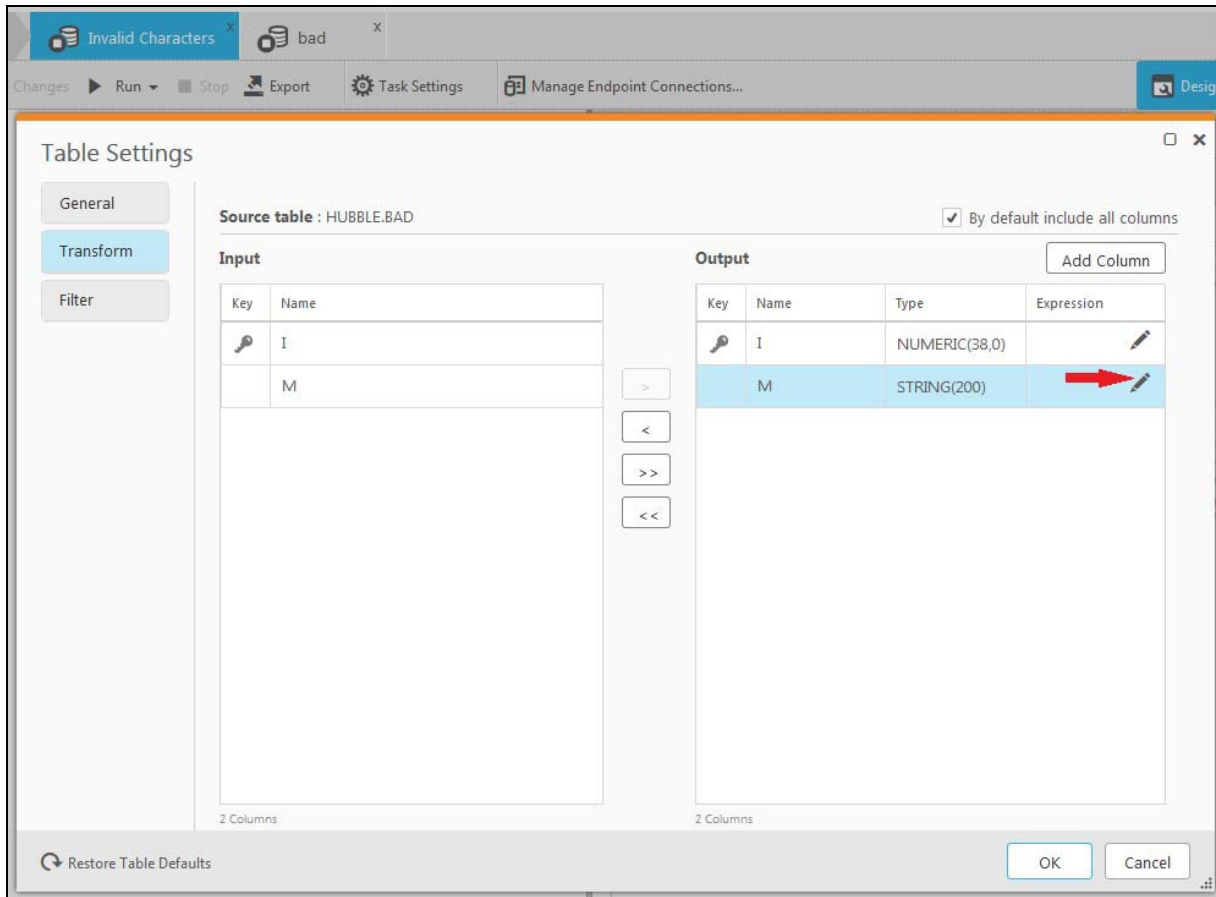 Invalid Characters x bad x
Changes Run Stop Export Task Settings Manage Endpoint Connections... Desig
Table Settings
General
Transform
Filter
Source table : HUBBLE.BAD
By default include all columns
Input
Output
Add Column
Key Name
Key Name Type Expression
I
I NUMERIC(38,0)
M
M STRING(200)
>
<
>>
<<
2 Columns
2 Columns
Restore Table Defaults
OK
Cancel